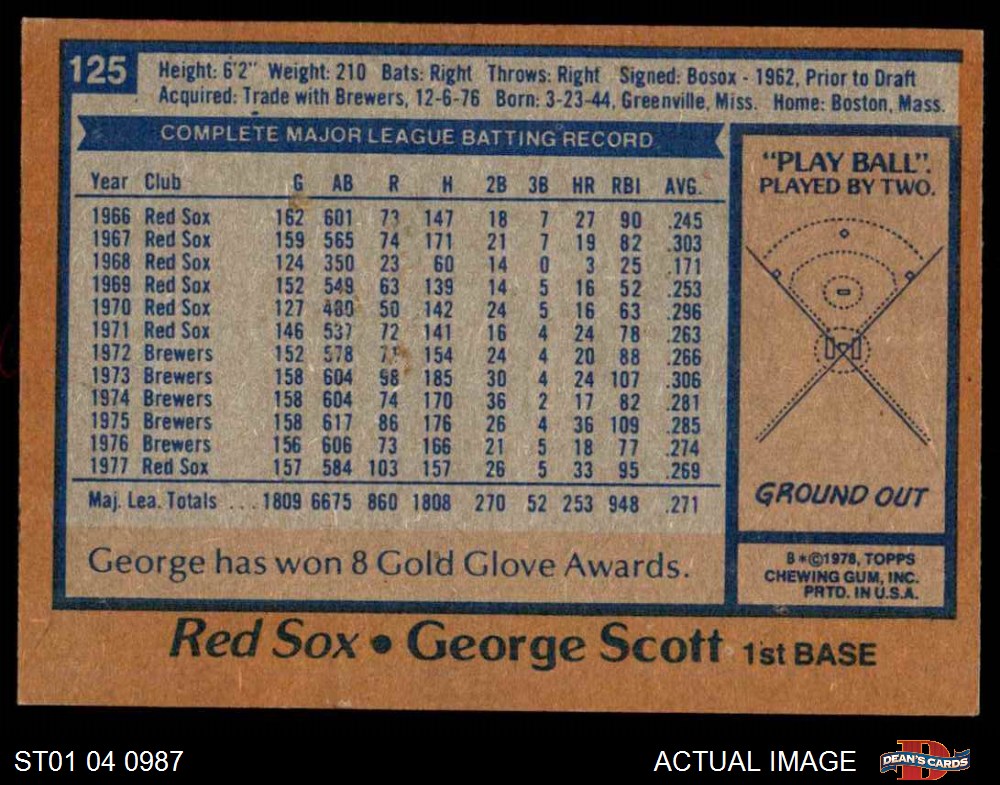 125
Height: 6'2" Weight: 210 Bats: Right Throws: Right Signed: Bosox - 1962, Prior to Draft
Acquired: Trade with Brewers, 12-6-76 Born: 3-23-44, Greenville, Miss. Home: Boston, Mass.
COMPLETE MAJOR LEAGUE BATTING RECORD
Year Club G AB R H 2B 3B HR RBI AVG.
1966 Red Sox 162 601 73 147 18 7 27 90 .245
1967 Red Sox 159 565 74 171 21 7 19 82 .303
1968 Red Sox 124 350 23 60 14 0 3 25 .171
1969 Red Sox 152 549 63 139 14 5 16 52 .253
1970 Red Sox 127 480 50 142 24 5 16 63 .296
1971 Red Sox 146 537 72 141 16 4 24 78 .263
1972 Brewers 152 578 154 24 4 20 88 .266
1973 Brewers 158 604 98 185 30 4 24 107 .306
1974 Brewers 158 604 74 170 36 2 17 82 .281
1975 Brewers 158 617 86 176 26 4 36 109 .285
1976 Brewers 156 606 73 166 21 5 18 77 .274
1977 Red Sox 157 584 103 157 26 5 33 95 .269
Maj. Lea. Totals ... 1809 6675 860 1808 270 52 253 948 .271
George has won 8 Gold Glove Awards.
"PLAY BALL".
PLAYED BY TWO.
GROUND OUT
B*©1978, TOPPS
CHEWING GUM, INC.
PRTD. IN U.S.A.
Red Sox • George Scott 1st BASE
ST01 04 0987
ACTUAL IMAGE
D
DEAN'S CARDS